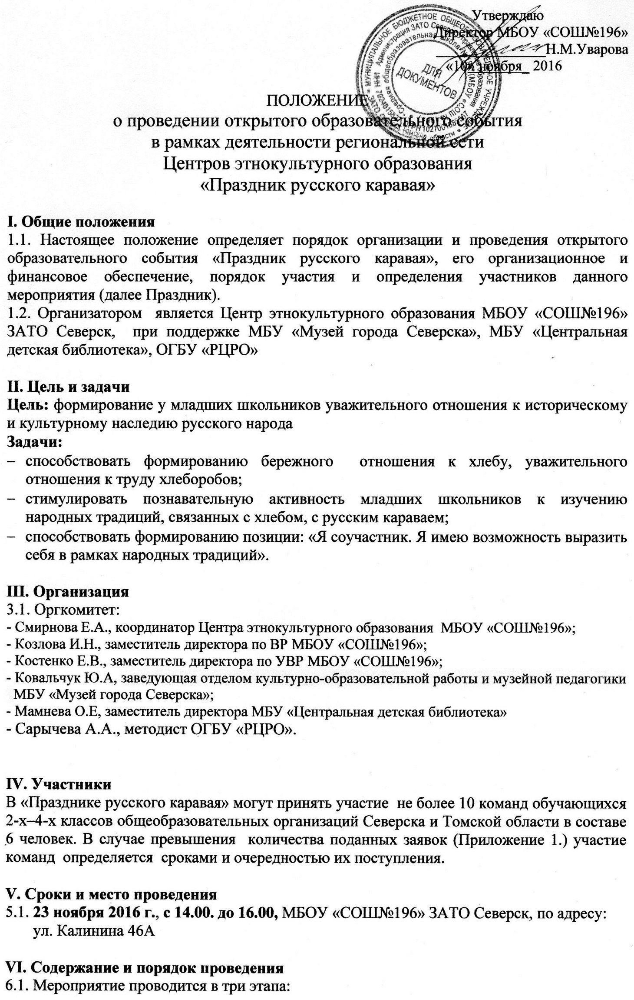 Утверждаю
Директор МБОУ «СОШ№196»
Н.М.Уварова
«10» ноября 2016
ДЛЯ
ДОКУМЕНТОВ
ПОЛОЖЕНИЕ
о проведении открытого образовательного события
в рамках деятельности региональной сети
Центров этнокультурного образования
«Праздник русского каравая»
I. Общие положения
1.1. Настоящее положение определяет порядок организации и проведения открытого
образовательного события «Праздник русского каравая», его организационное и
финансовое обеспечение, порядок участия и определения участников данного
мероприятия (далее Праздник).
1.2. Организатором является Центр этнокультурного образования МБОУ «СОШ№196»
ЗАТО Северск, при поддержке МБУ «Музей города Северска», МБУ «Центральная
детская библиотека», ОГБУ «РЦРО»
II. Цель и задачи
Цель: формирование у младших школьников уважительного отношения к историческому
и культурному наследию русского народа
Задачи:
– способствовать формированию бережного отношения к хлебу, уважительного
отношения к труду хлеборобов;
– стимулировать познавательную активность младших школьников к изучению
народных традиций, связанных с хлебом, с русским караваем;
– способствовать формированию позиции: «Я соучастник. Я имею возможность выразить
себя в рамках народных традиций».
III. Организация
3.1. Оргкомитет:
- Смирнова Е.А., координатор Центра этнокультурного образования МБОУ «СОШ№196»;
- Козлова И.Н., заместитель директора по ВР МБОУ «СОШ№196»;
- Костенко Е.В., заместитель директора по УВР МБОУ «СОШ№196»;
- Ковальчук Ю.А, заведующая отделом культурно-образовательной работы и музейной педагогики
МБУ «Музей города Северска»;
- Мамнева О.Е, заместитель директора МБУ «Центральная детская библиотека»
- Сарычева А.А., методист ОГБУ «РЦРО».
IV. Участники
В «Празднике русского каравая» могут принять участие не более 10 команд обучающихся
2-х–4-х классов общеобразовательных организаций Северска и Томской области в составе
6 человек. В случае превышения количества поданных заявок (Приложение 1.) участие
команд определяется сроками и очередностью их поступления.
V. Сроки и место проведения
5.1. 23 ноября 2016 г., с 14.00. до 16.00, МБОУ «СОШ№196» ЗАТО Северск, по адресу:
ул. Калинина 46А
VI. Содержание и порядок проведения
6.1. Мероприятие проводится в три этапа: